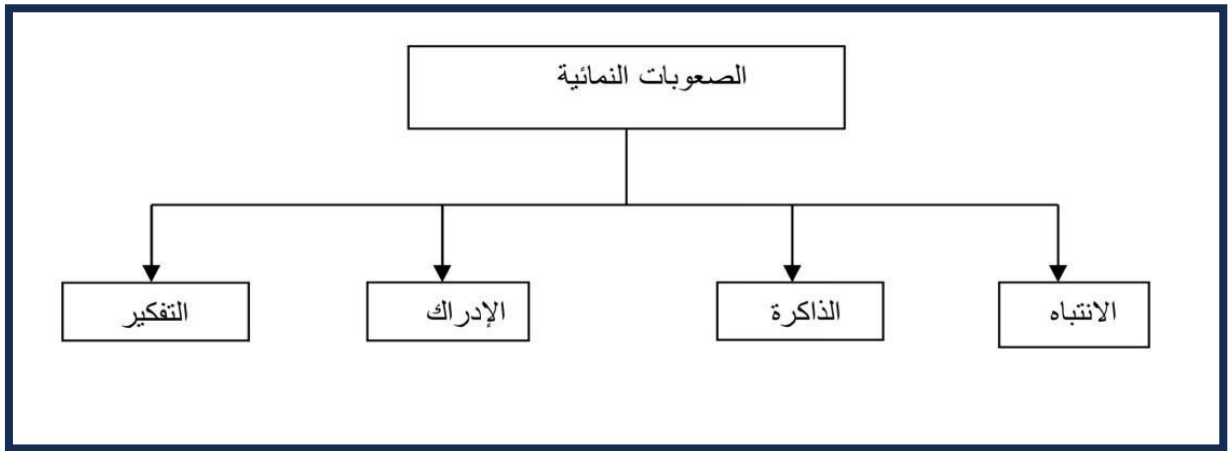 الصعوبات النمائية
الانتباه
الذاكرة
الإدراك
التفكير